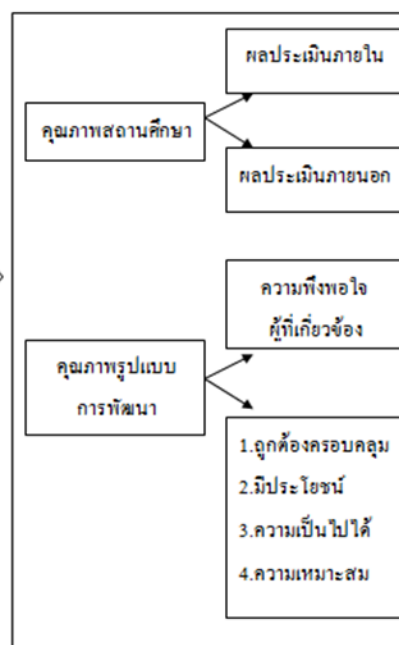 ผลประเมินภายใน
คุณภาพสถานศึกษา
ผลประเมินภายนอก
ความพึงพอใจ
ผู้ที่เกี่ยวข้อง
คุณภาพรูปแบบ
การพัฒนา
1.ถูกต้องครอบคลุม
2.มีประโยชน์
3.ความเป็นไปได้
4.ความเหมาะสม